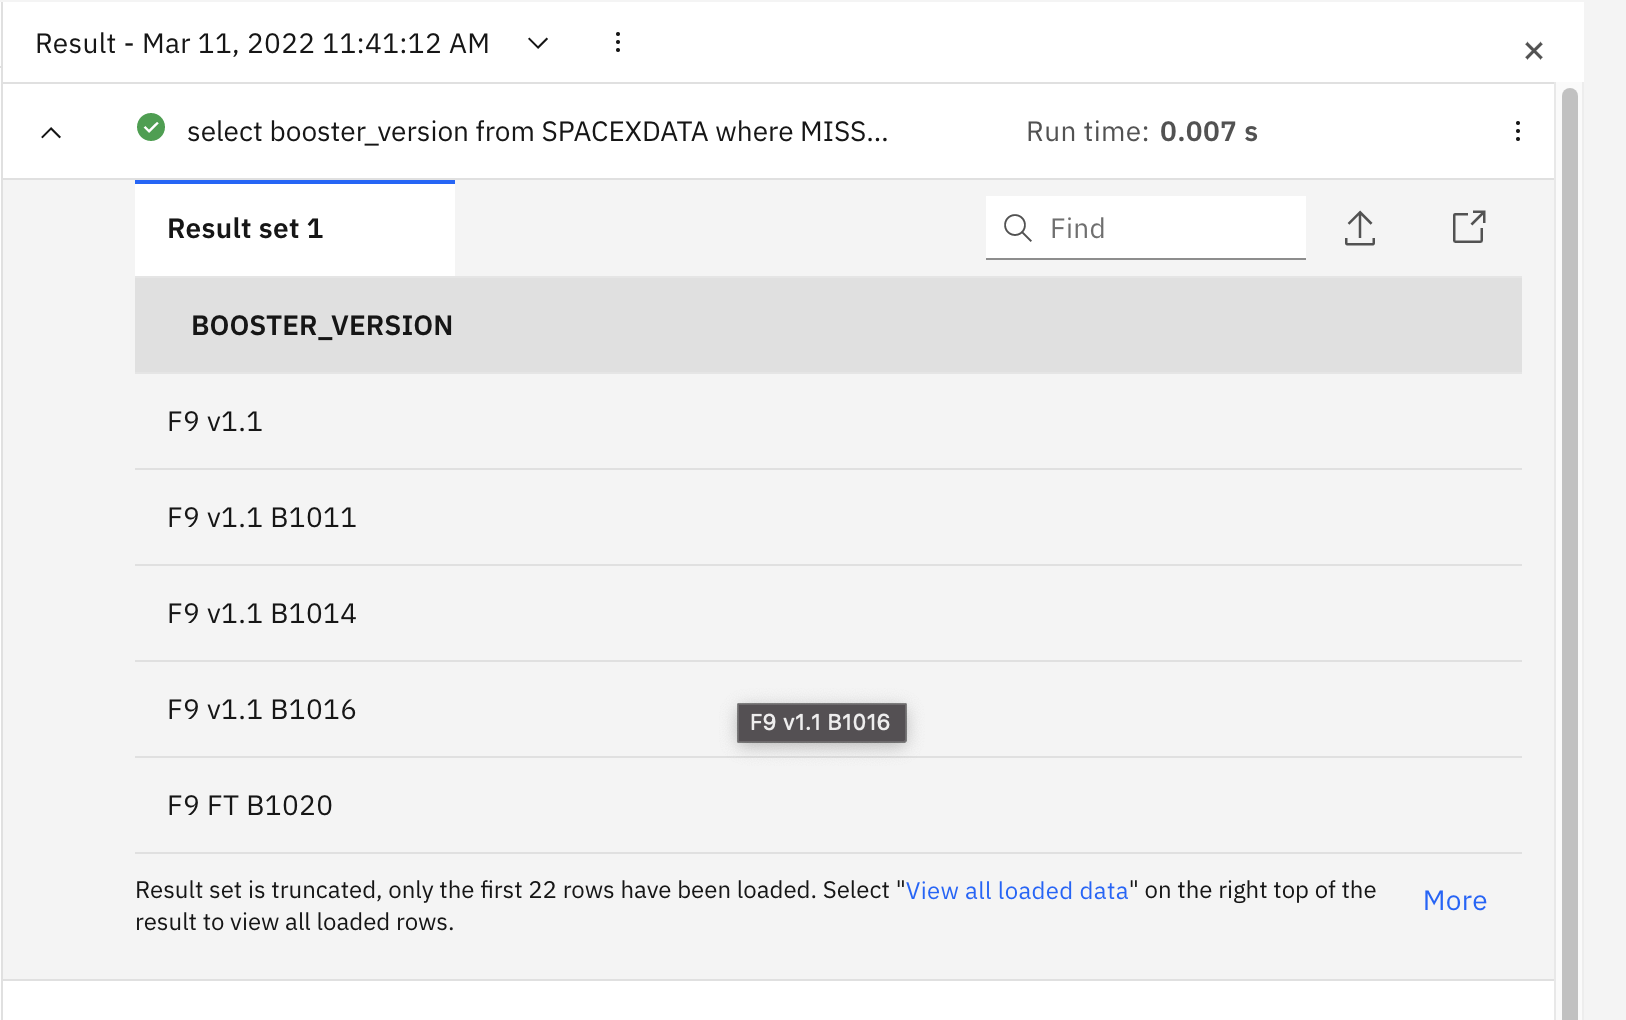 Result - Mar 11, 2022 11:41:12 AM
select booster_version from SPACEXDATA where MISS... Run time: 0.007 s
Result set 1 Find
BOOSTER_VERSION
F9 v1.1
F9 v1.1 B1011
F9 v1.1 B1014
F9 v1.1 B1016 F9 v1.1 B1016
F9 FT B1020
Result set is truncated, only the first 22 rows have been loaded. Select "View all loaded data" on the right top of the
result to view all loaded rows.
More